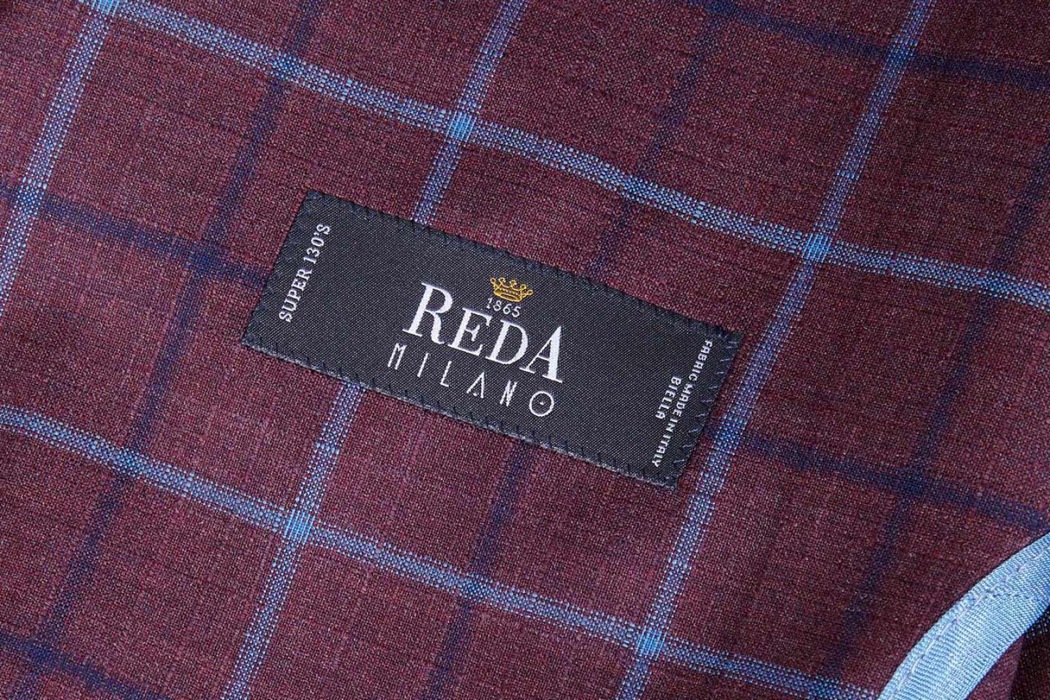 SUPER 130'S
1865
REDA
MILANO
FABRIC MADE IN ITALY
BIELLA